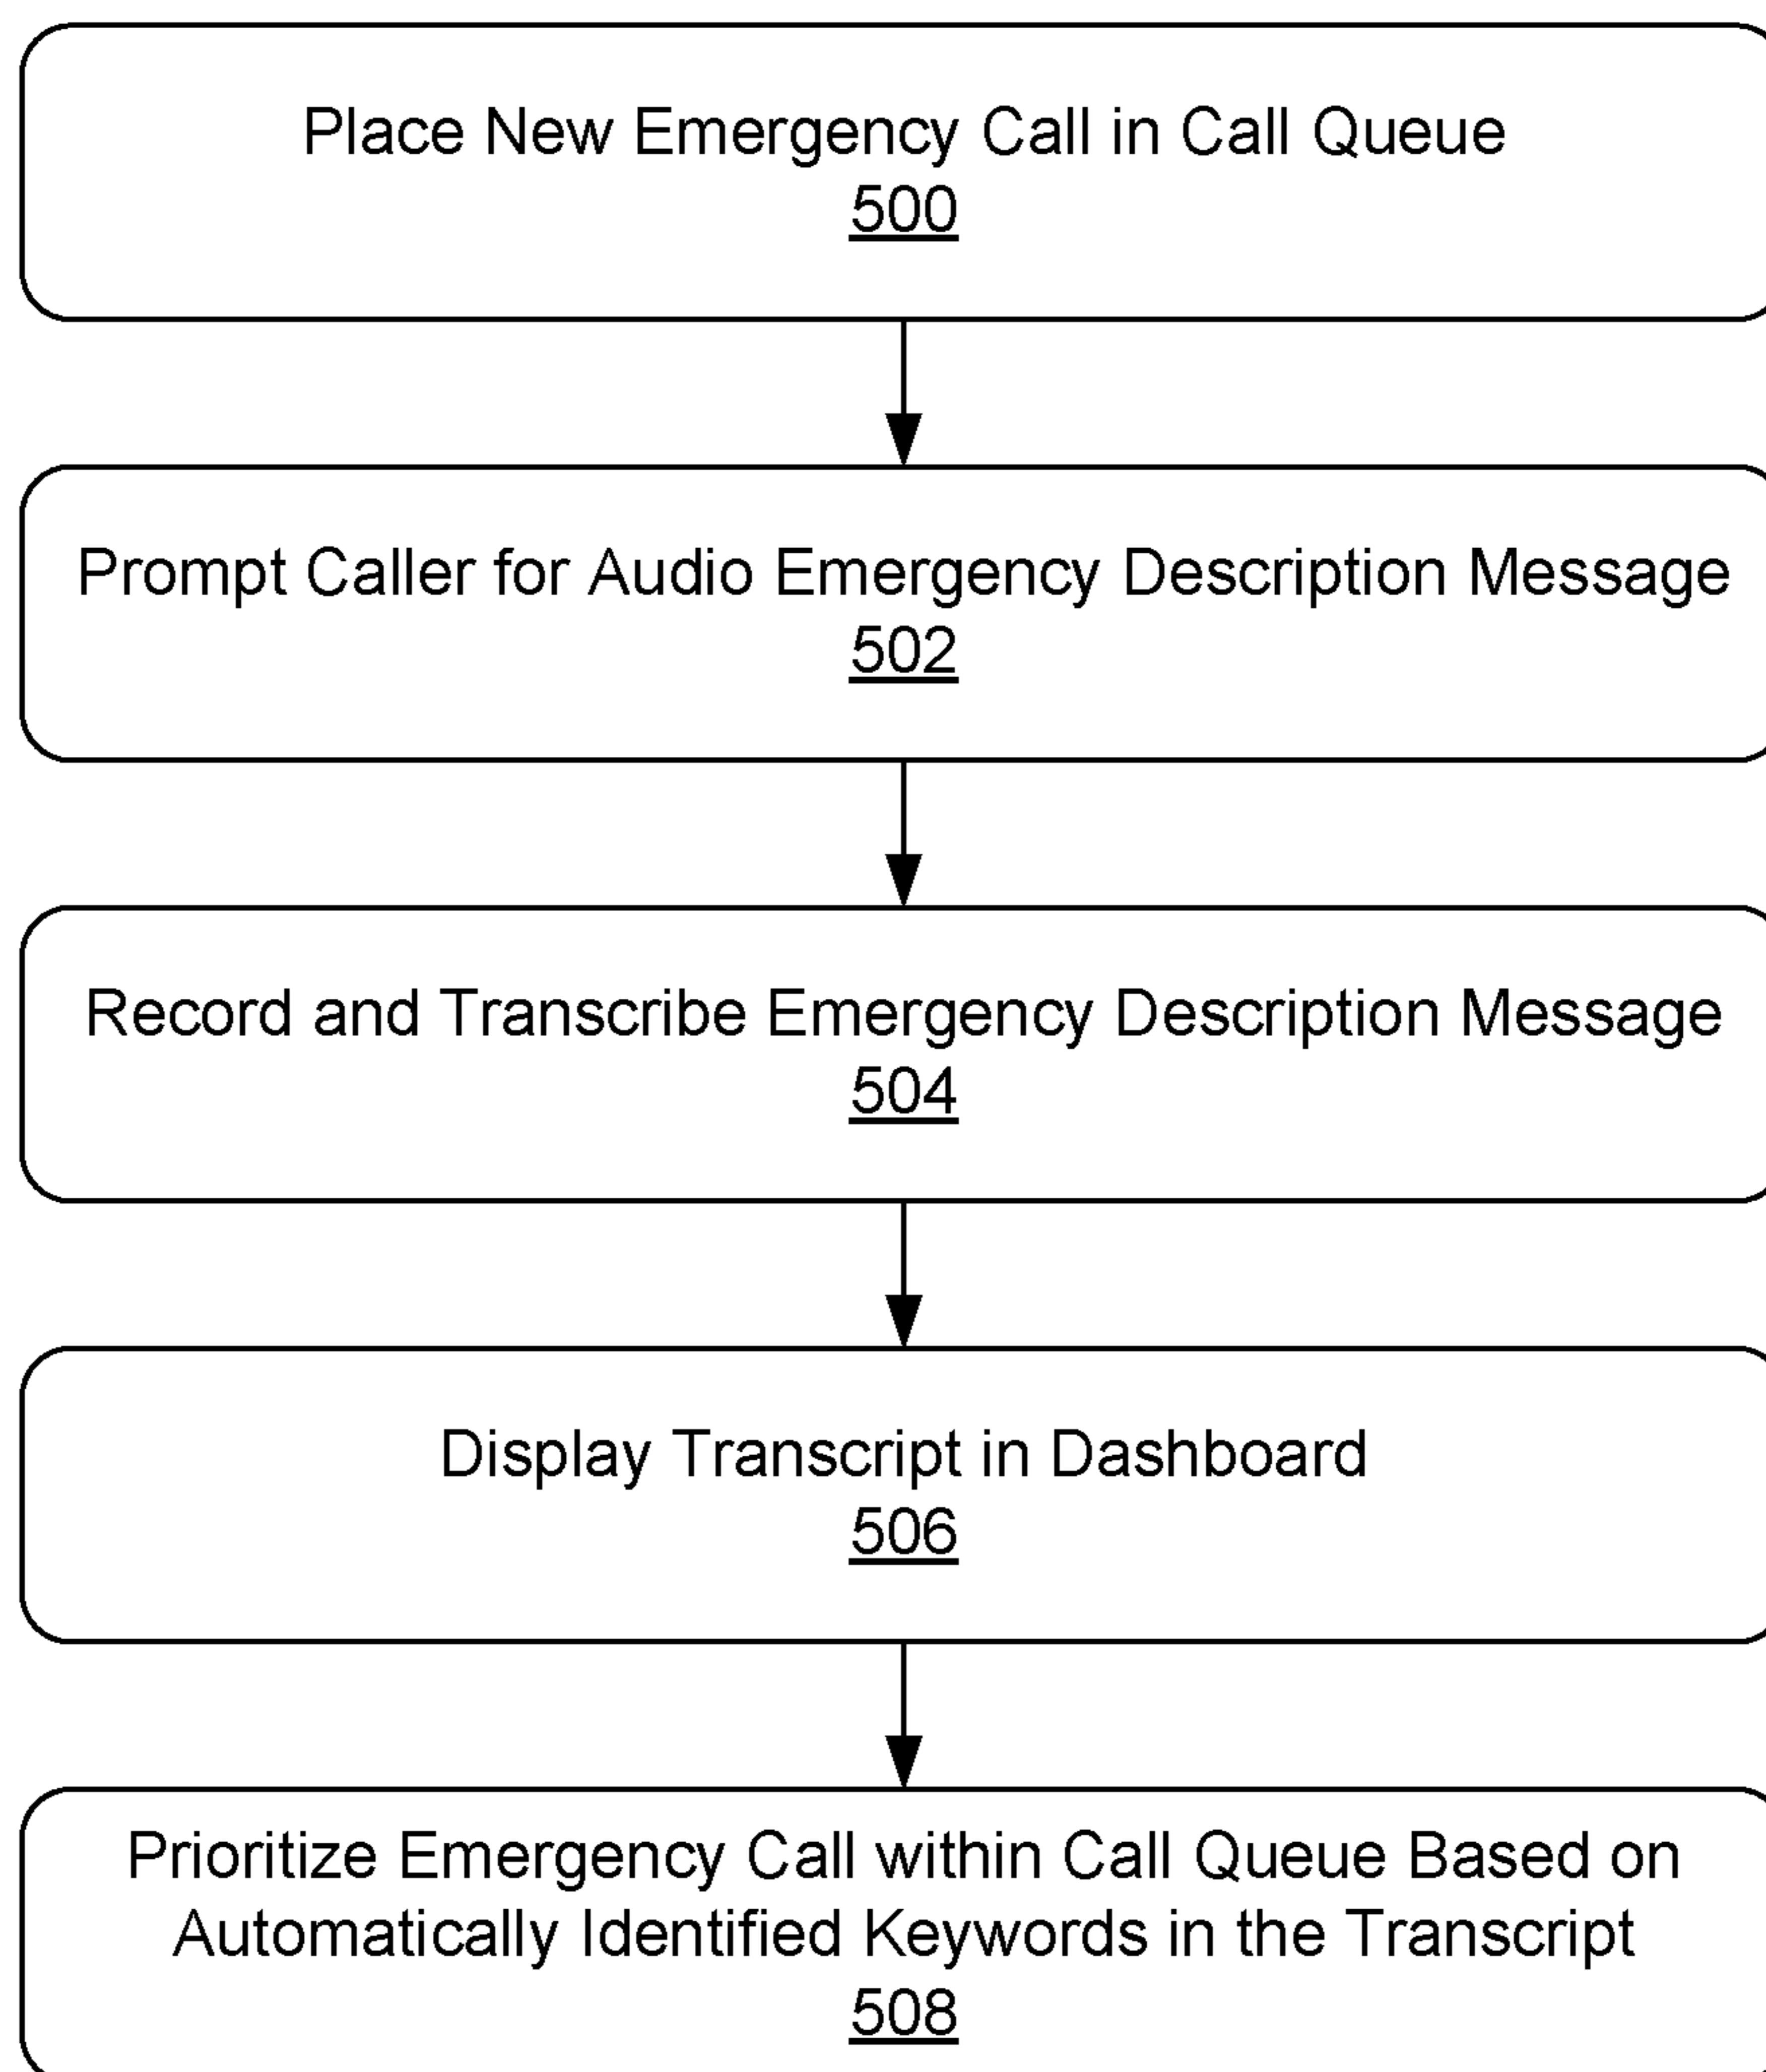 Place New Emergency Call in Call Queue
500
Prompt Caller for Audio Emergency Description Message
502
Record and Transcribe Emergency Description Message
504
Display Transcript in Dashboard
506
Prioritize Emergency Call within Call Queue Based on
Automatically Identified Keywords in the Transcript
508